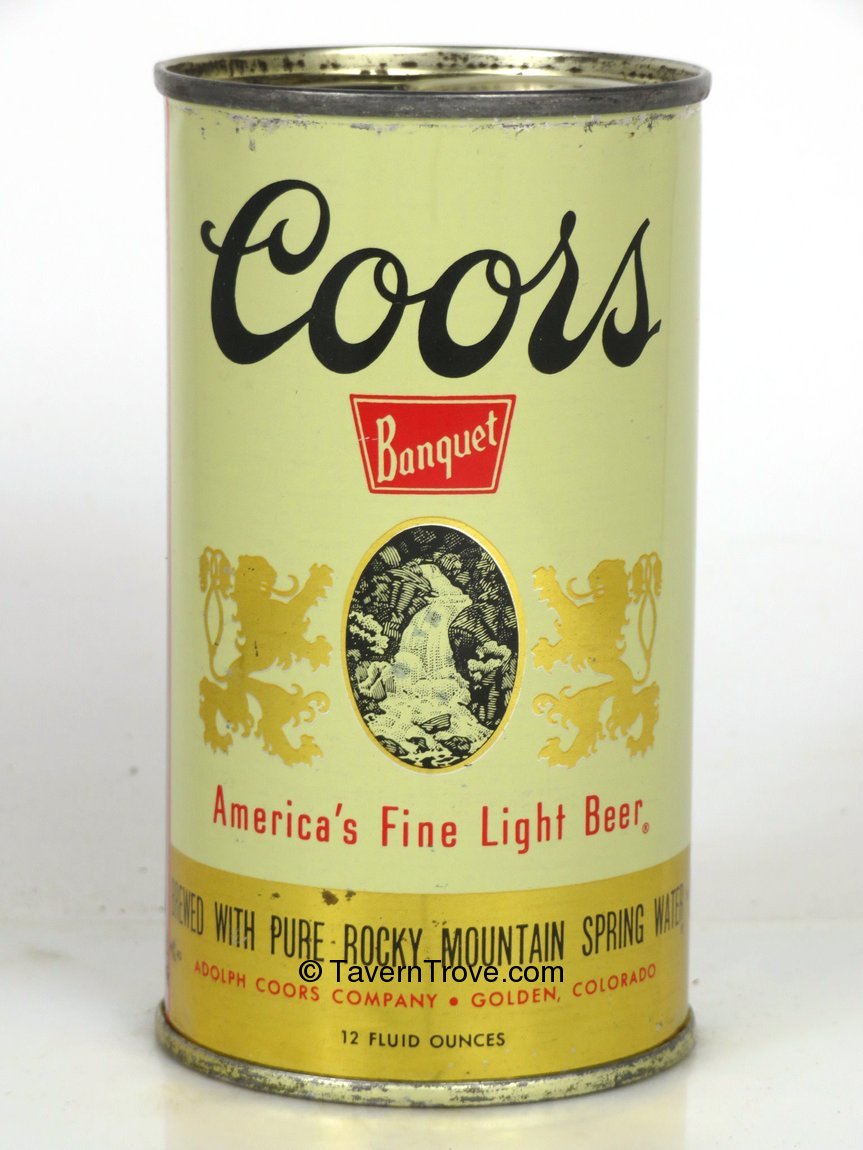 Coors
Banquet
America's Fine Light Beer®
BREWED WITH PURE ROCKY MOUNTAIN SPRING WATER
© TavernTrove.com
ADOLPH COORS COMPANY • GOLDEN, COLORADO
12 FLUID OUNCES